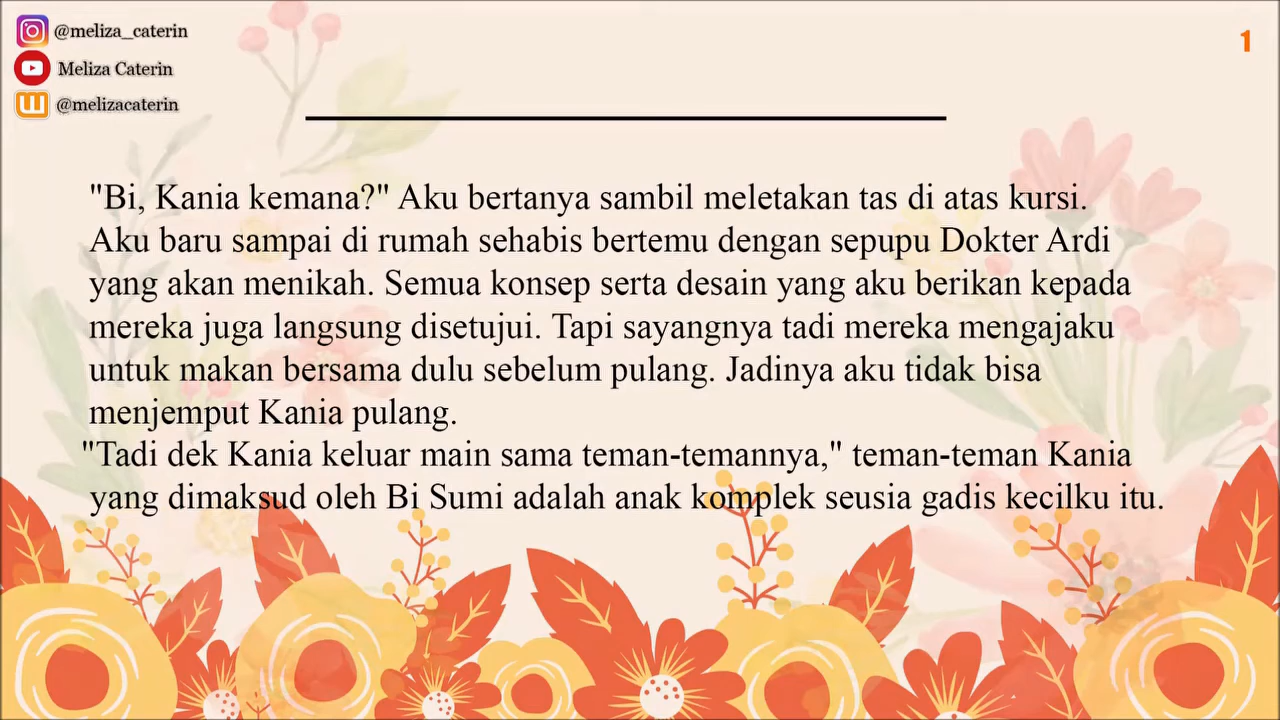 @meliza_caterin
Meliza Caterin
@melizacaterin
1
"Bi, Kania kemana?" Aku bertanya sambil meletakan tas di atas kursi.
Aku baru sampai di rumah sehabis bertemu dengan sepupu Dokter Ardi
yang akan menikah. Semua konsep serta desain yang aku berikan kepada
mereka juga langsung disetujui. Tapi sayangnya tadi mereka mengajaku
untuk makan bersama dulu sebelum pulang. Jadinya aku tidak bisa
menjemput Kania pulang.
"Tadi dek Kania keluar main sama teman-temannya," teman-teman Kania
yang dimaksud oleh Bi Sumi adalah anak komplek seusia gadis kecilku itu.